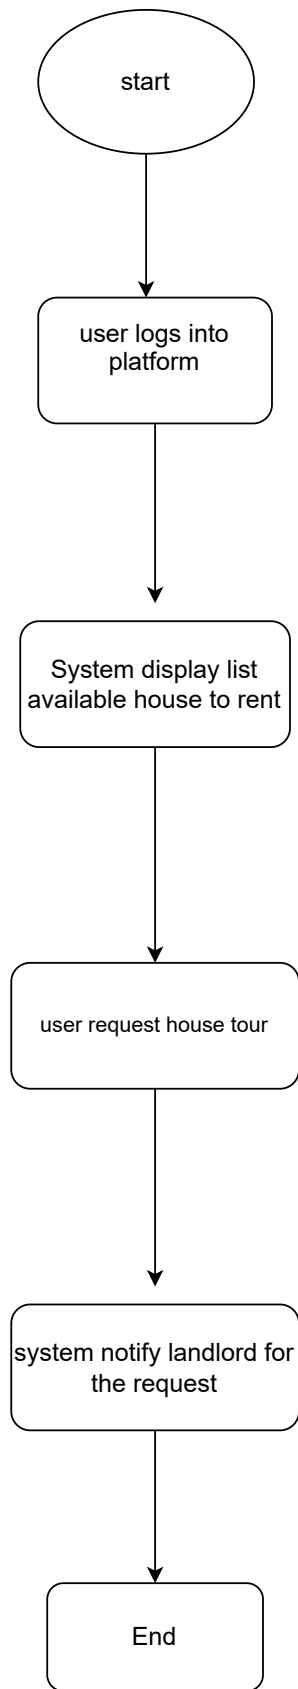 start
user logs into
platform
System display list
available house to rent
user request house tour
system notify landlord for
the request
End